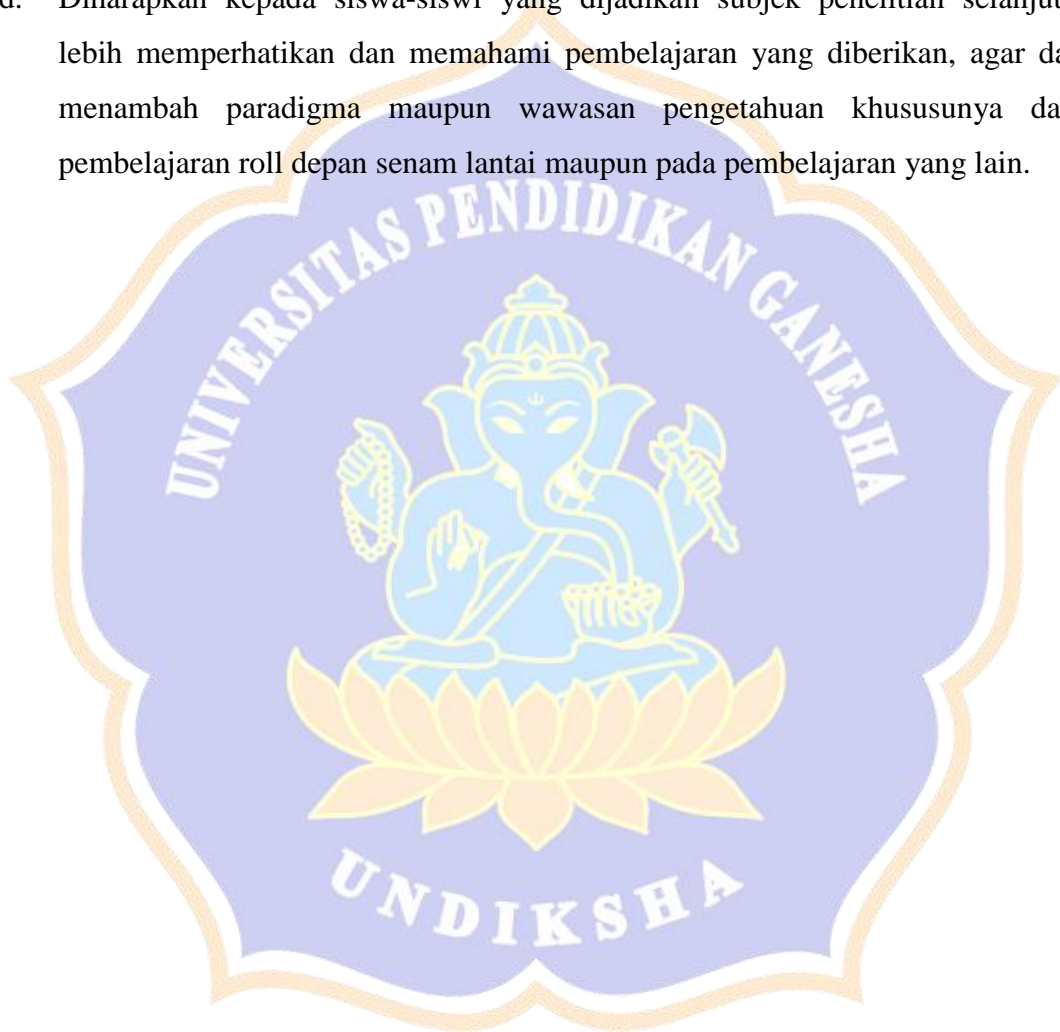 d. Diharapkan kepada siswa-siswi yang dijadikan subjek penelitian selanjut
lebih memperhatikan dan memahami pembelajaran yang diberikan, agar da
menambah paradigma maupun wawasan pengetahuan khususunya da
pembelajaran roll depan senam lantai maupun pada pembelajaran yang lain.
UNIVERSITAS PENDIDIKAN GANESHA
UNDIKSHA